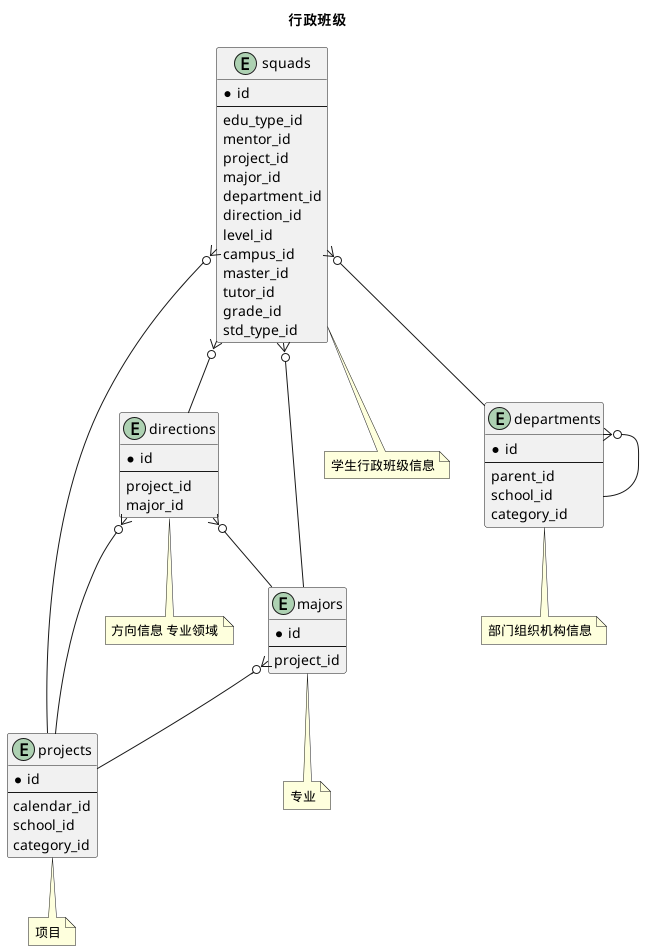 行政班级
E squads
* id
edu_type_id
mentor_id
project_id
major_id
department_id
direction_id
level_id
campus_id
master_id
tutor_id
grade_id
std_type_id
E directions
* id
project_id
major_id
学生行政班级信息
E departments
* id
parent_id
school_id
category_id
方向信息 专业领域
E majors
* id
project_id
部门组织机构信息
E projects
* id
calendar_id
school_id
category_id
专业
项目